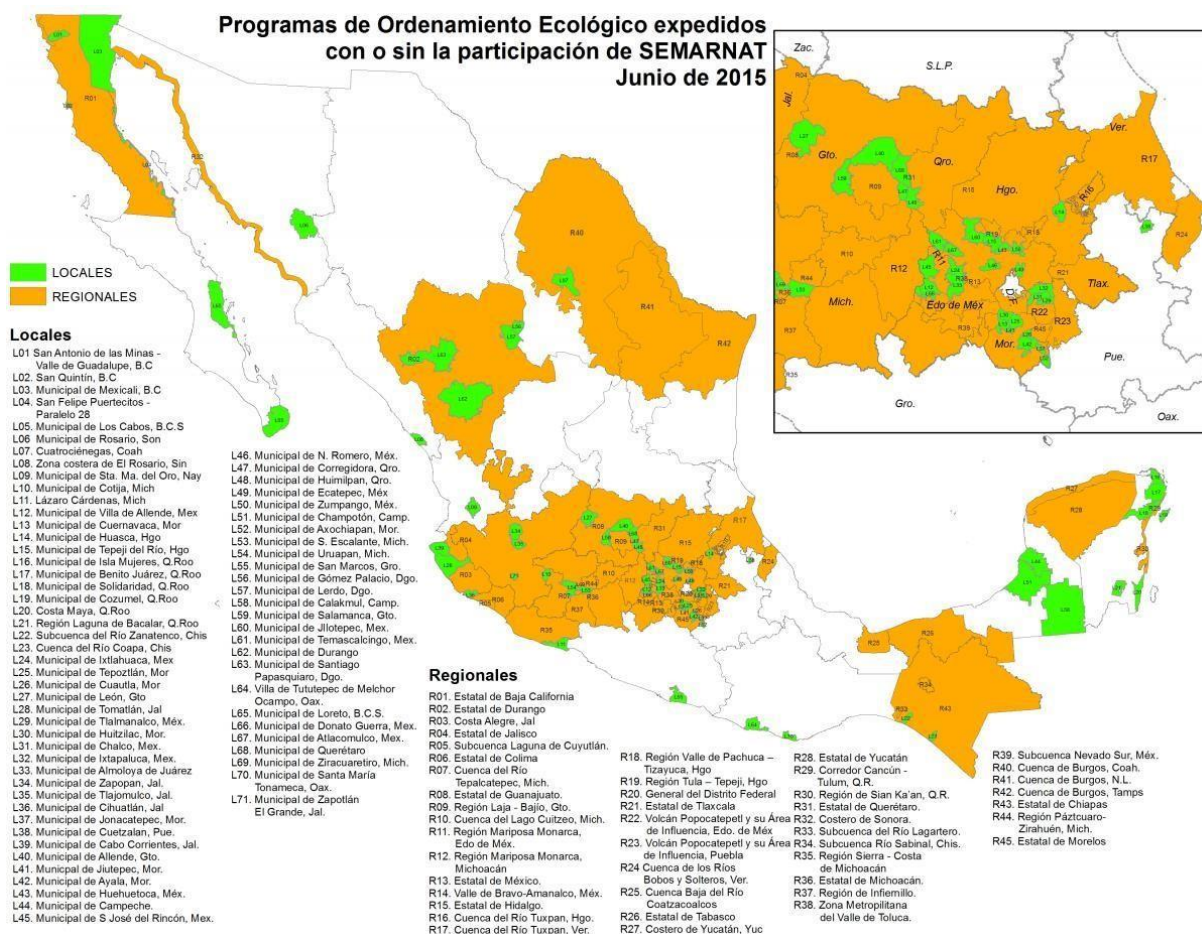 Programas de Ordenamiento Ecológico expedidos
con o sin la participación de SEMARNAT
Junio de 2015
LOCALES
REGIONALES
Locales
L01 San Antonio de las Minas -
Valle de Guadalupe, B.C
L02. San Quintín, B.C
L03. Municipal de Mexicali, B.C
L04. San Felipe Puertecitos -
Paralelo 28
L05. Municipal de Los Cabos, B.C.S
L06 Municipal de Rosario, Son
L07. Cuatrociénegas, Coah
L08. Zona costera de El Rosario, Sin
L09. Municipal de Sta. Ma. del Oro, Nay
L10. Municipal de Cotija, Mich
L11. Lázaro Cárdenas, Mich
L12 Municipal de Villa de Allende, Mex
L13 Municipal de Cuernavaca, Mor
L14 Municipal de Huasca, Hgo
L15 Municipal de Tepeji del Río, Hgo
L16 Municipal de Isla Mujeres, Q.Roo
L17 Municipal de Benito Juárez, Q.Roo
L18 Municipal de Solidaridad, Q.Roo
L19. Municipal de Cozumel, Q.Roo
L20. Costa Maya, Q.Roo
L21. Región Laguna de Bacalar, Q.Roo
L22. Subcuenca del Río Zanatenco, Chis
L23. Cuenca del Río Coapa, Chis
L24. Municipal de Ixtlahuaca, Mex
L25. Municipal de Tepoztlán, Mor
L26. Municipal de Cuautla, Mor
L27. Municipal de León, Gto
L28. Municipal de Tomatlán, Jal
L29. Municipal de Tlalmanalco, Méx.
L30. Municipal de Huitzilac, Mor.
L31. Municipal de Chalco, Mex.
L32. Municipal de Ixtapaluca, Mex.
L33. Municipal de Almoloya de Juárez
L34 Municipal de Zapopan, Jal.
L35 Municipal de Tlajomulco, Jal.
L36 Municipal de Cihuatlán, Jal
L37. Municipal de Jonacatepec, Mor.
L38. Municipal de Cuetzalan, Pue.
L39. Municipal de Cabo Corrientes, Jal.
L40. Municipal de Allende, Gto.
L41. Municpal de Jiutepec, Mor.
L42. Municipal de Ayala, Mor.
L43. Municipal de Huehuetoca, Méx.
L44. Municipal de Campeche.
L45. Municipal de S José del Rincón, Mex.
L46. Municipal de N. Romero, Méx.
L47. Municipal de Corregidora, Qro.
L48. Municipal de Huimilpan, Qro.
L49. Municipal de Ecatepec, Méx
L50. Municipal de Zumpango, Méx.
L51. Municipal de Champotón, Camp.
L52. Municipal de Axochiapan, Mor.
L53. Municipal de S. Escalante, Mich.
L54. Municipal de Uruapan, Mich.
L55. Municipal de San Marcos, Gro.
L56. Municipal de Gómez Palacio, Dgo.
L57. Municipal de Lerdo, Dgo.
L58. Municipal de Calakmul, Camp.
L59. Municipal de Salamanca, Gto.
L60. Municipal de Jilotepec, Mex.
L61. Municipal de Temascalcingo, Mex.
L62. Municipal de Durango
L63. Municipal de Santiago
Papasquiaro, Dgo.
L64. Villa de Tututepec de Melchor
Ocampo, Oax.
L65. Municipal de Loreto, B.C.S.
L66. Municipal de Donato Guerra, Mex.
L67. Municipal de Atlacomulco, Mex.
L68. Municipal de Querétaro
L69. Municipal de Ziracuaretiro, Mich.
L70. Municipal de Santa María
Tonameca, Oax.
L71. Municipal de Zapotlán
El Grande, Jal.
Regionales
R01. Estatal de Baja California
R02. Estatal de Durango
R03. Costa Alegre, Jal
R04. Estatal de Jalisco
R05. Subcuenca Laguna de Cuyutlán.
R06. Estatal de Colima
R07. Cuenca del Río
Tepalcatepec, Mich.
R08. Estatal de Guanajuato.
R09. Región Laja - Bajío, Gto.
R10. Cuenca del Lago Cuitzeo, Mich.
R11. Región Mariposa Monarca,
Edo de Méx.
R12. Región Mariposa Monarca,
Michoacán
R13. Estatal de México.
R14. Valle de Bravo-Amanalco, Méx.
R15. Estatal de Hidalgo.
R16. Cuenca del Río Tuxpan, Hgo.
R17. Cuenca del Río Tuxpan, Ver.
R18. Región Valle de Pachuca –
Tizayuca, Hgo
R19. Región Tula – Tepeji, Hgo
R20. General del Distrito Federal
R21. Estatal de Tlaxcala
R22. Volcán Popocatepetl y su Área
de Influencia, Edo. de Méx
R23. Volcán Popocatepetl y su Área
de Influencia, Puebla
R24 Cuenca de los Ríos
Bobos y Solteros, Ver.
R25. Cuenca Baja del Río
Coatzacoalcos
R26. Estatal de Tabasco
R27. Costero de Yucatán, Yuc
R28. Estatal de Yucatán
R29. Corredor Cancún -
Tulum, Q.R.
R30. Región de Sian Ka'an, Q.R.
R31. Estatal de Querétaro.
R32. Costero de Sonora.
R33. Subcuenca del Río Lagartero.
R34. Subcuenca Río Sabinal, Chis.
R35. Región Sierra - Costa
de Michoacán
R36. Estatal de Michoacán.
R37. Región de Infiernillo.
R38. Zona Metropolitana
del Valle de Toluca.
R39. Subcuenca Nevado Sur, Méx.
R40. Cuenca de Burgos, Coah.
R41. Cuenca de Burgos, N.L.
R42. Cuenca de Burgos, Tamps
R43. Estatal de Chiapas
R44. Región Páztcuaro-
Zirahuén, Mich.
R45. Estatal de Morelos
Zac.
S.L.P.
Jal.
Gto.
Qro.
Hgo.
Ver.
Mich.
Edo de Méx
D.F.
Tlax.
Mor.
Pue.
Gro.
Oax.
R01
R32
R40
R41
R42
R02
R17
R12
R22
R23
R28
R43